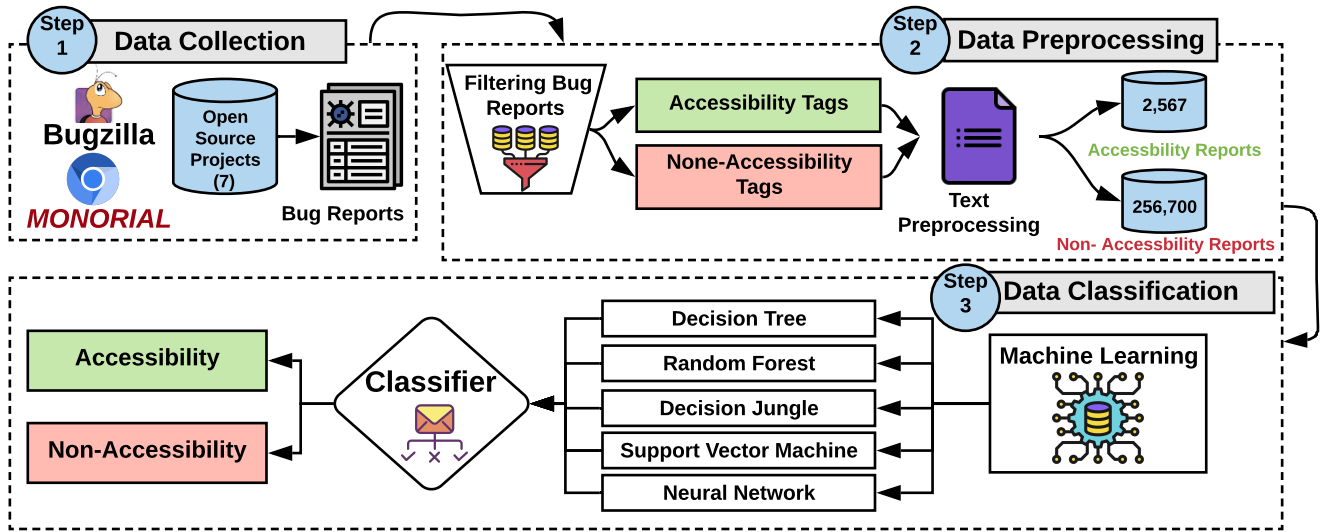 Step
1
Data Collection
Bugzilla
MONORIAL
Open
Source
Projects
(7)
Bug Reports
Step
2
Data Preprocessing
Filtering Bug
Reports
Accessibility Tags
None-Accessibility
Tags
Text
Preprocessing
2,567
Accessbility Reports
256,700
Non- Accessbility Reports
Step
3
Data Classification
Machine Learning
Decision Tree
Random Forest
Decision Jungle
Support Vector Machine
Neural Network
Classifier
Accessibility
Non-Accessibility